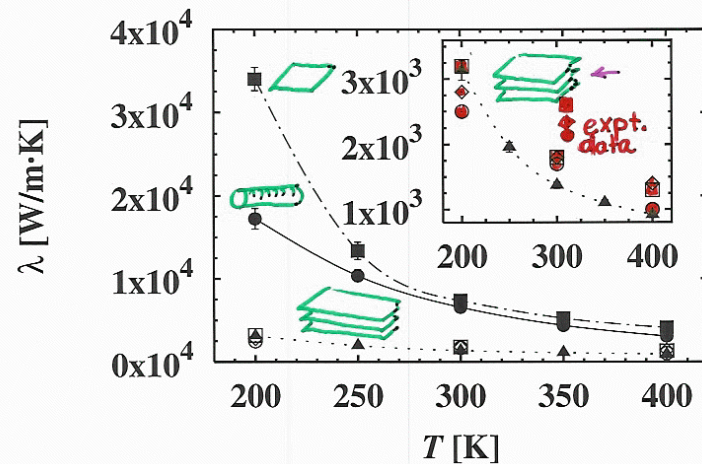 4x10⁴
3x10⁴
2x10⁴
1x10⁴
0x10⁴
λ [W/m·K]
200 250 300 350 400
T [K]
3x10³
2x10³
1x10³
200 300 400
expt.
data